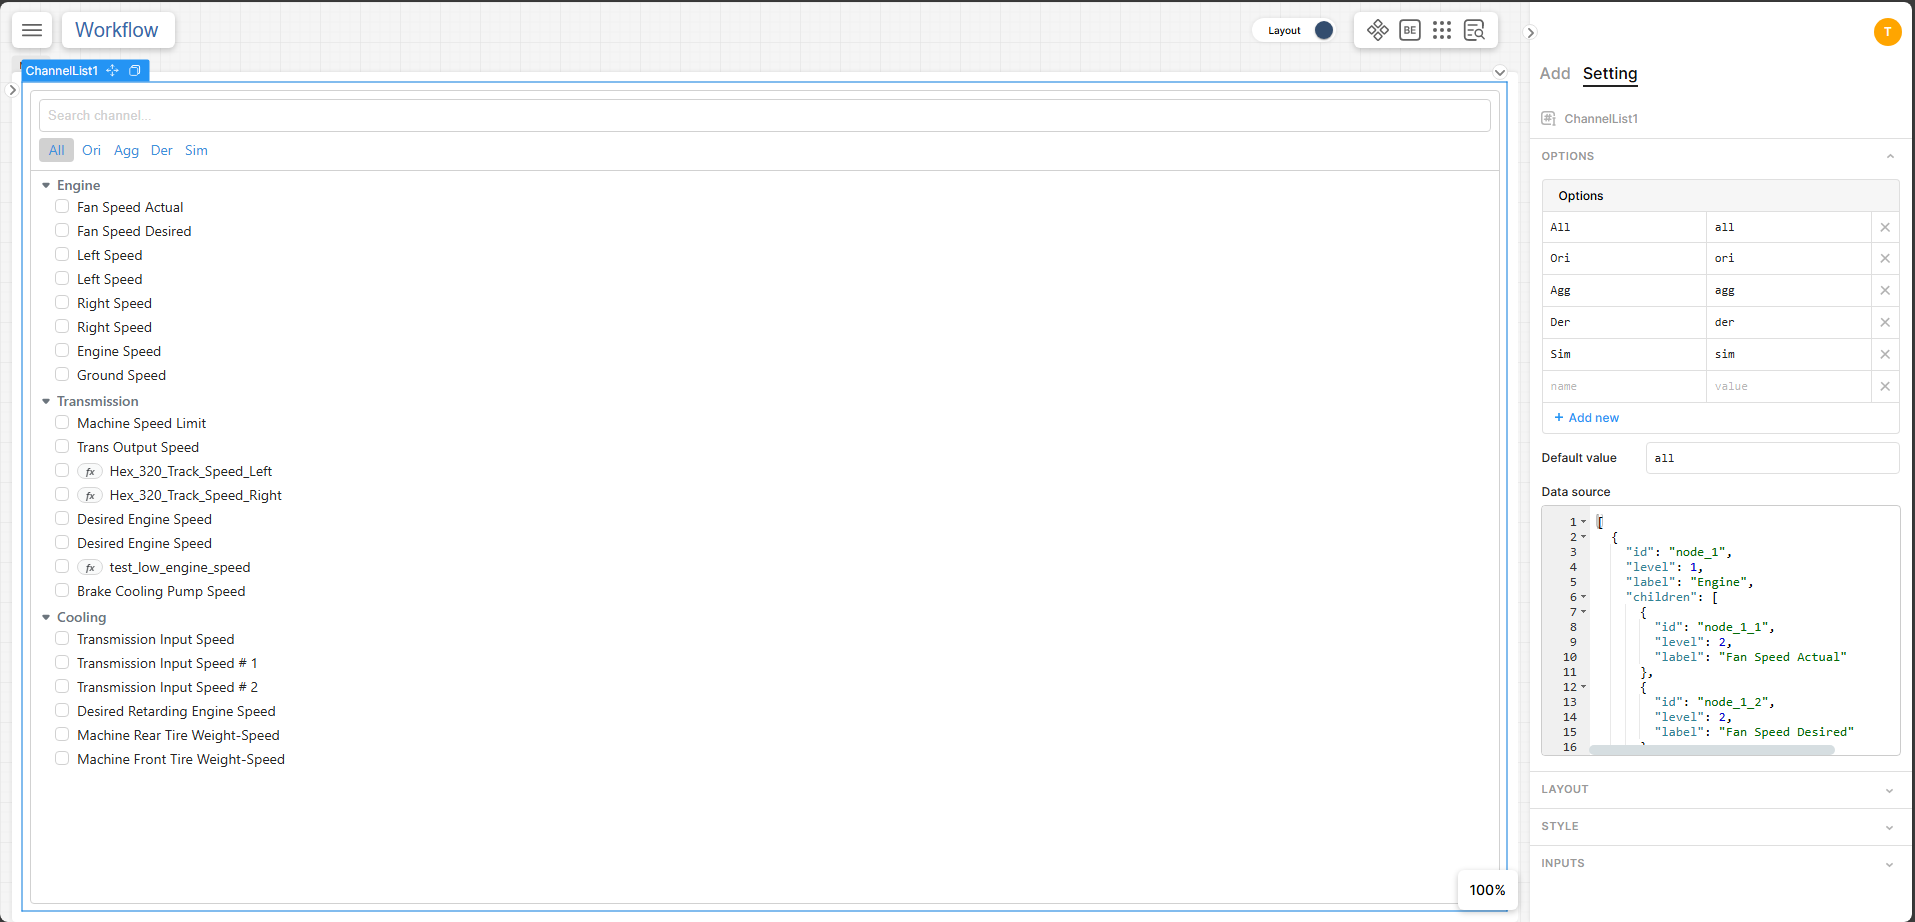 Workflow
Layout
BE
T
ChannelList1
Search channel...
All Ori Agg Der Sim
Engine
Fan Speed Actual
Fan Speed Desired
Left Speed
Left Speed
Right Speed
Right Speed
Engine Speed
Ground Speed
Transmission
Machine Speed Limit
Trans Output Speed
fx Hex_320_Track_Speed_Left
fx Hex_320_Track_Speed_Right
Desired Engine Speed
Desired Engine Speed
fx test_low_engine_speed
Brake Cooling Pump Speed
Cooling
Transmission Input Speed
Transmission Input Speed # 1
Transmission Input Speed # 2
Desired Retarding Engine Speed
Machine Rear Tire Weight-Speed
Machine Front Tire Weight-Speed
100%
Add Setting
ChannelList1
OPTIONS
Options
All all
Ori ori
Agg agg
Der der
Sim sim
name value
+ Add new
Default value all
Data source
1 [
2 {
3 "id": "node_1",
4 "level": 1,
5 "label": "Engine",
6 "children": [
7 {
8 "id": "node_1_1",
9 "level": 2,
10 "label": "Fan Speed Actual"
11 },
12 {
13 "id": "node_1_2",
14 "level": 2,
15 "label": "Fan Speed Desired"
16
LAYOUT
STYLE
INPUTS